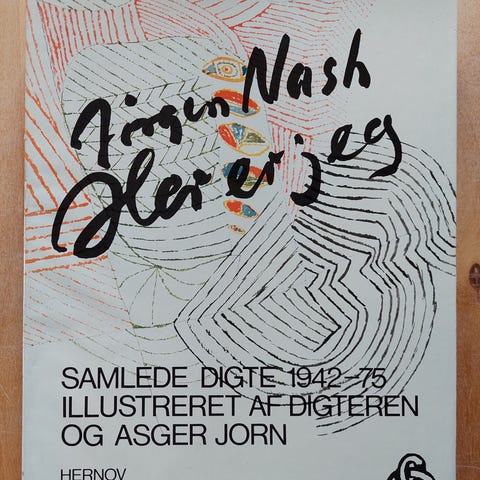 Jørgen Nash
Her er jeg
SAMLEDE DIGTE 1942-75
ILLUSTRERET AF DIGTEREN
OG ASGER JORN
HERNOV